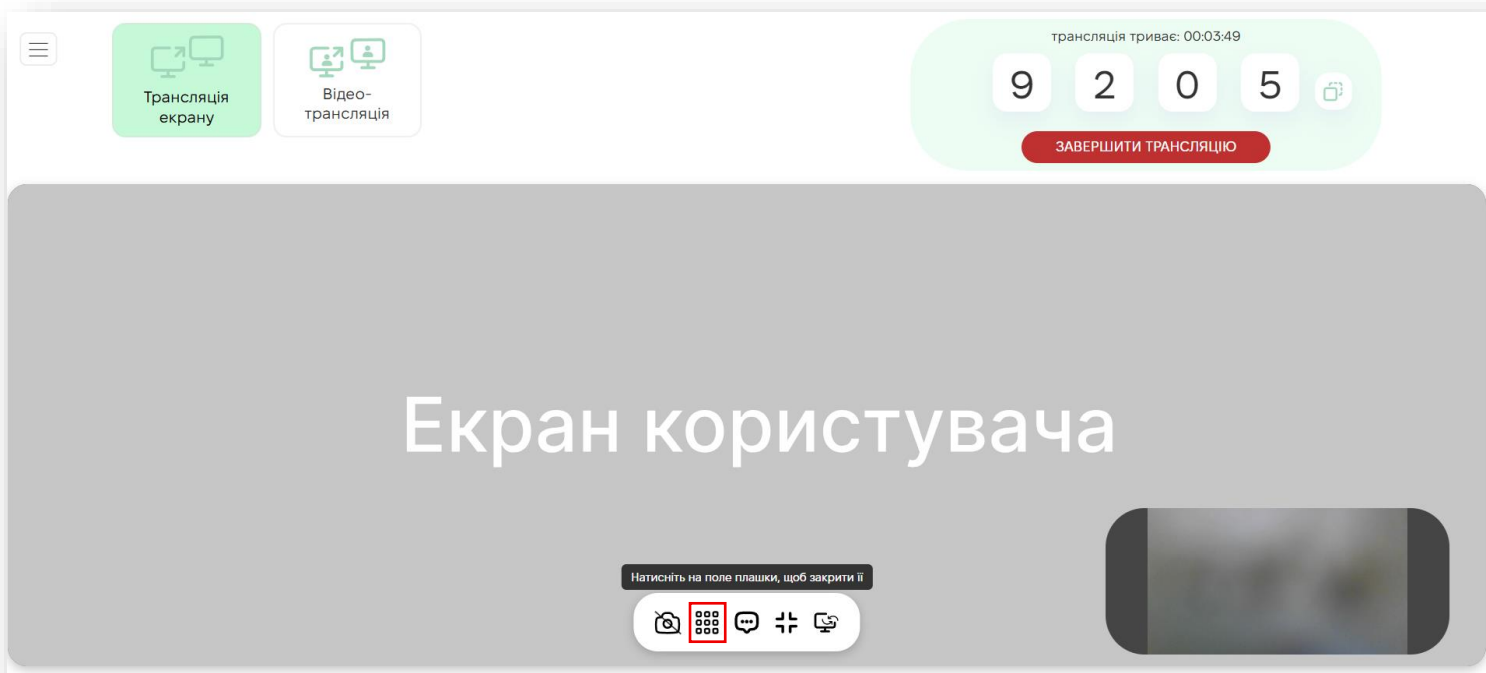 Трансляція
екрану
Відео-
трансляція
трансляція триває: 00:03:49
9 2 0 5
ЗАВЕРШИТИ ТРАНСЛЯЦІЮ
Екран користувача
Натисніть на поле плашки, щоб закрити її